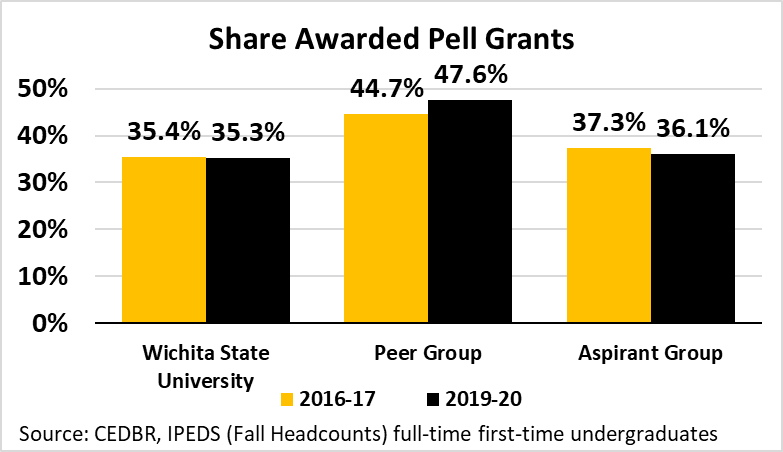 Share Awarded Pell Grants
50%
40%
30%
20%
10%
0%
35.4%
35.3%
44.7%
47.6%
37.3%
36.1%
Wichita State
University
Peer Group
Aspirant Group
2016-17
2019-20
Source: CEDBR, IPEDS (Fall Headcounts) full-time first-time undergraduates